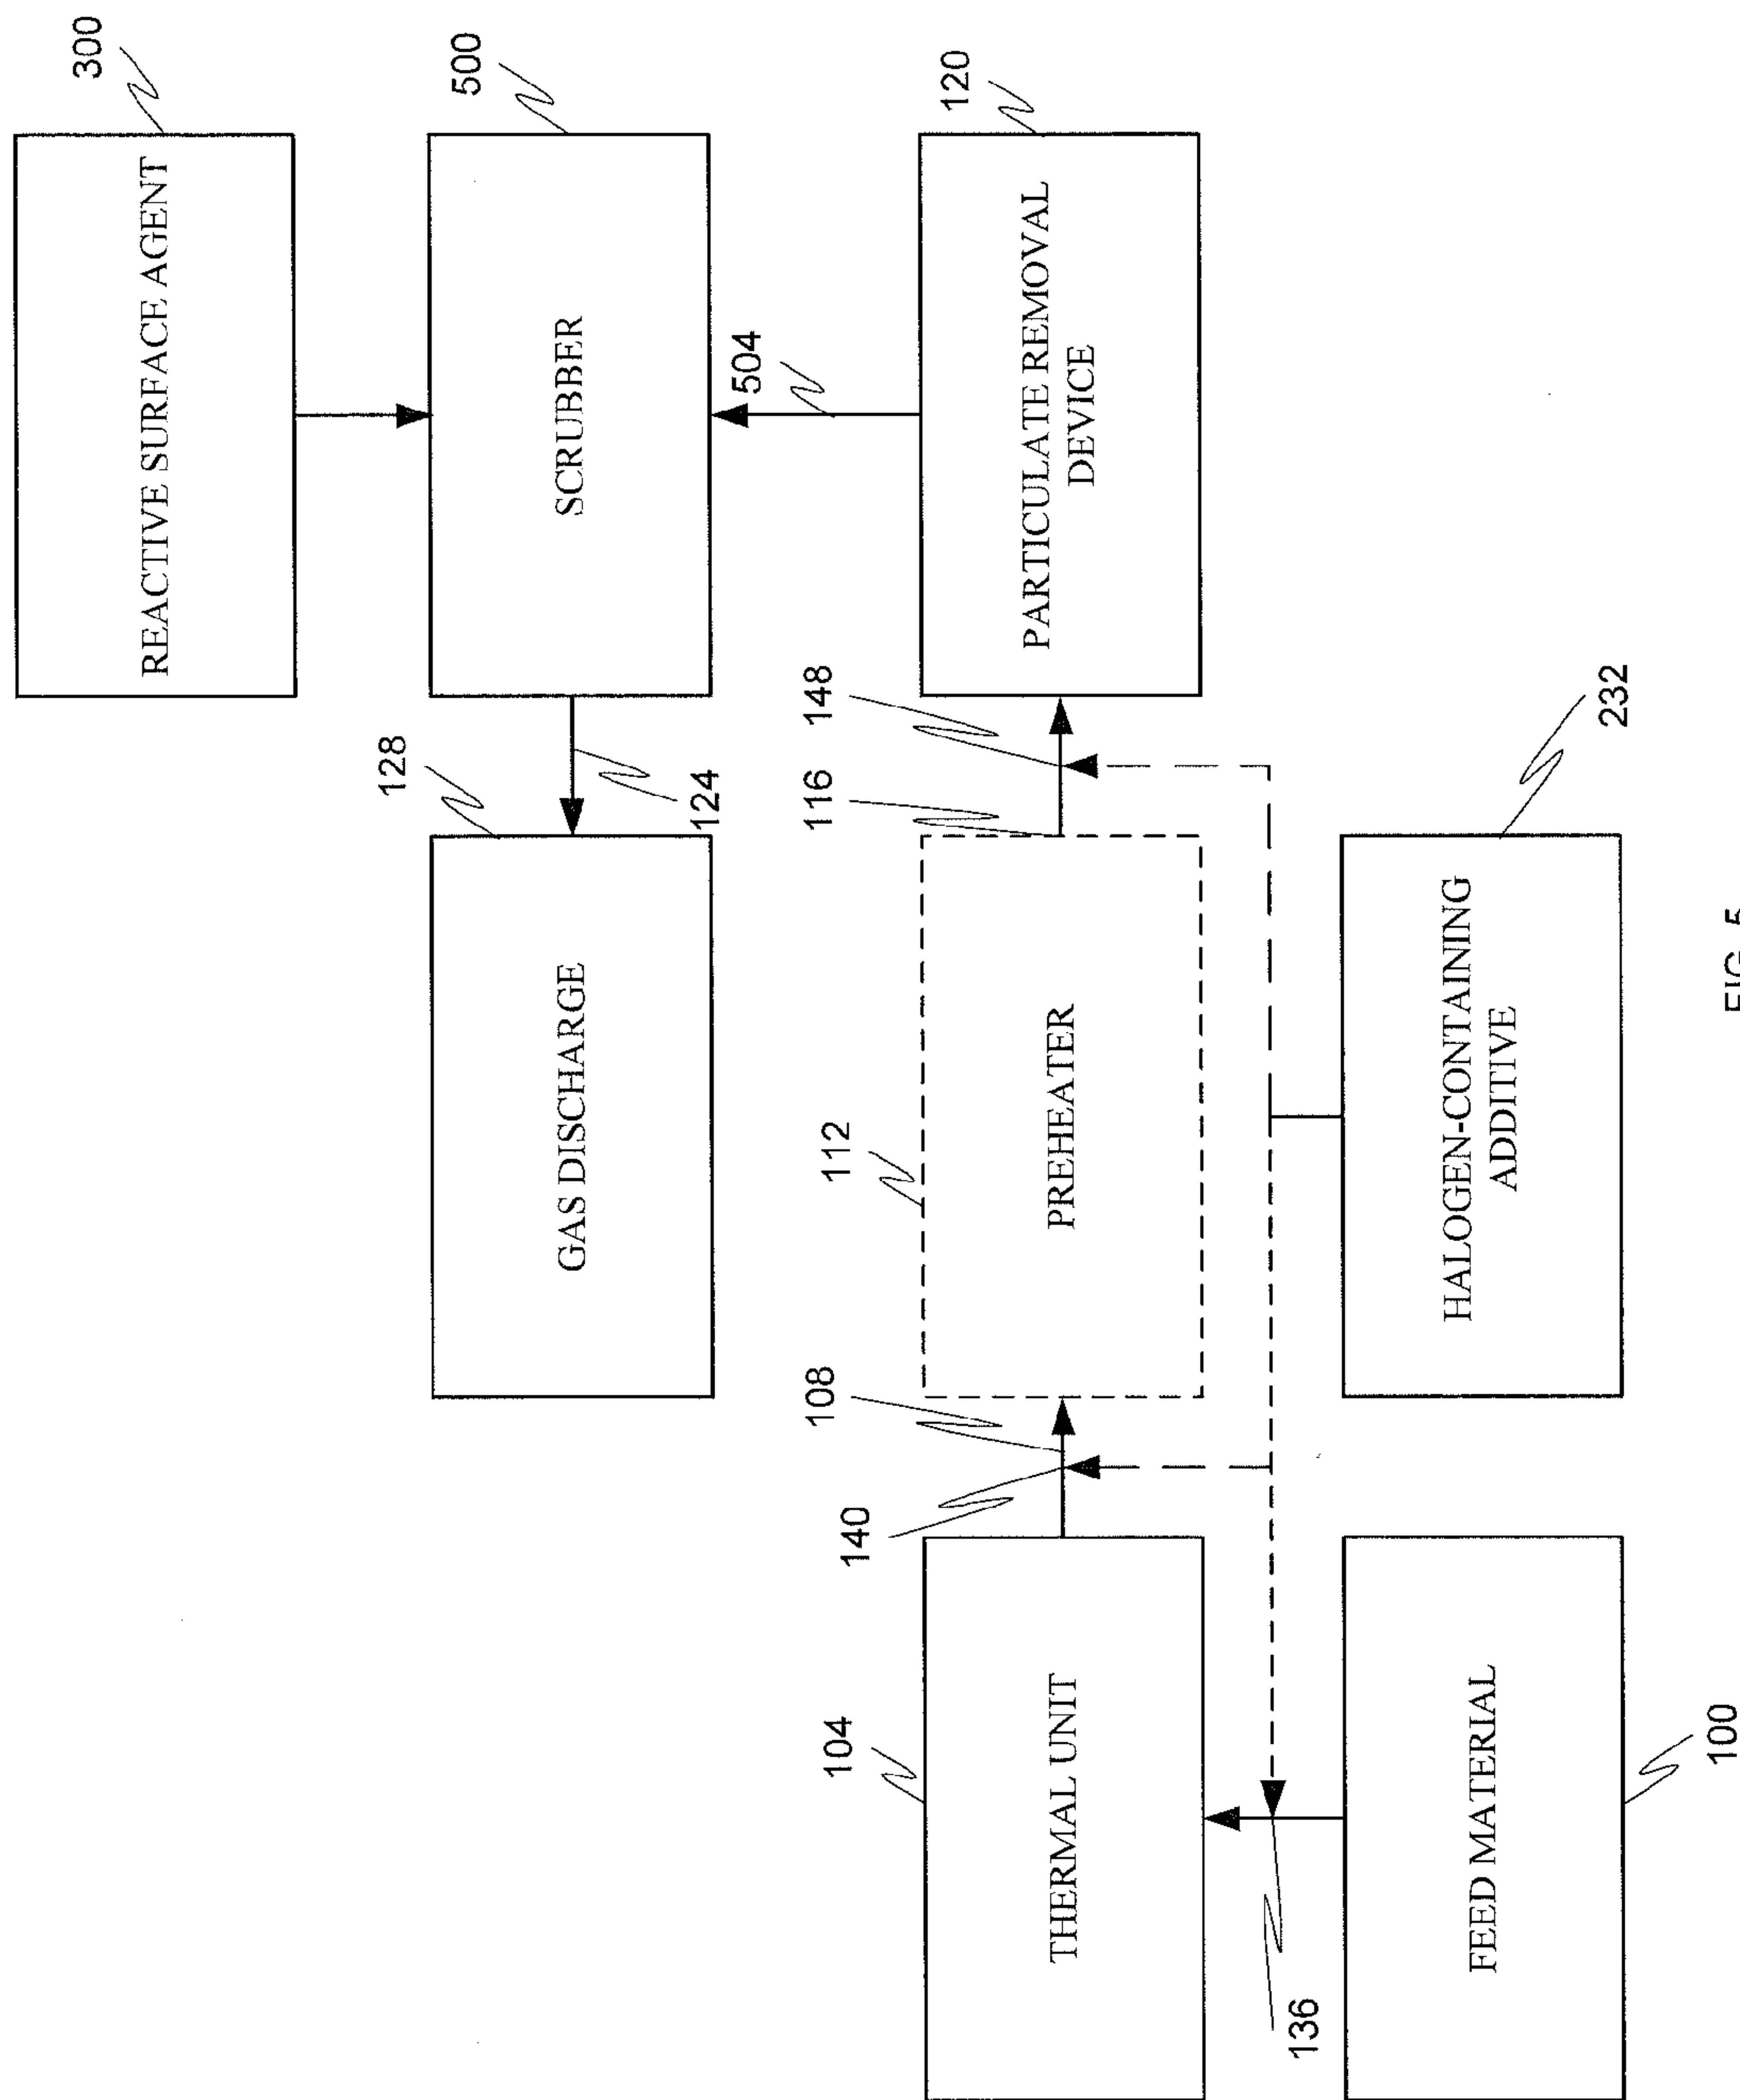 300
REACTIVE SURFACE AGENT
500
SCRUBBER
504
120
PARTICULATE REMOVAL
DEVICE
128
124
GAS DISCHARGE
148
116
112
PREHEATER
232
HALOGEN-CONTAINING
ADDITIVE
108
140
104
THERMAL UNIT
136
FEED MATERIAL
100
FIG. 5